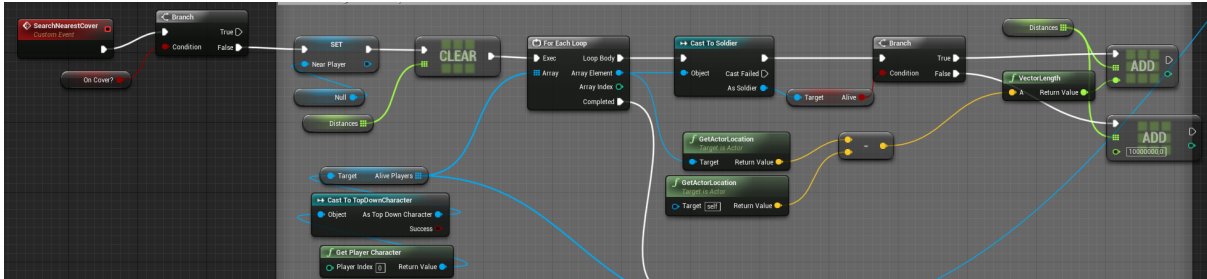 SearchNearestCover
Custom Event
Branch
True
Condition
False
On Cover?
SET
Near Player
Null
Distances
CLEAR
For Each Loop
Exec
Loop Body
Array
Array Element
Array Index
Completed
Cast To Soldier
Object
Cast Failed
As Soldier
Target
Alive
Branch
True
Condition
False
Distances
VectorLength
A
Return Value
ADD
ADD
10000000.0
GetActorLocation
Target is Actor
Target
Return Value
-
GetActorLocation
Target is Actor
Target
self
Return Value
Target
Alive Players
Cast To TopDownCharacter
Object
As Top Down Character
Success
Get Player Character
Player Index
0
Return Value